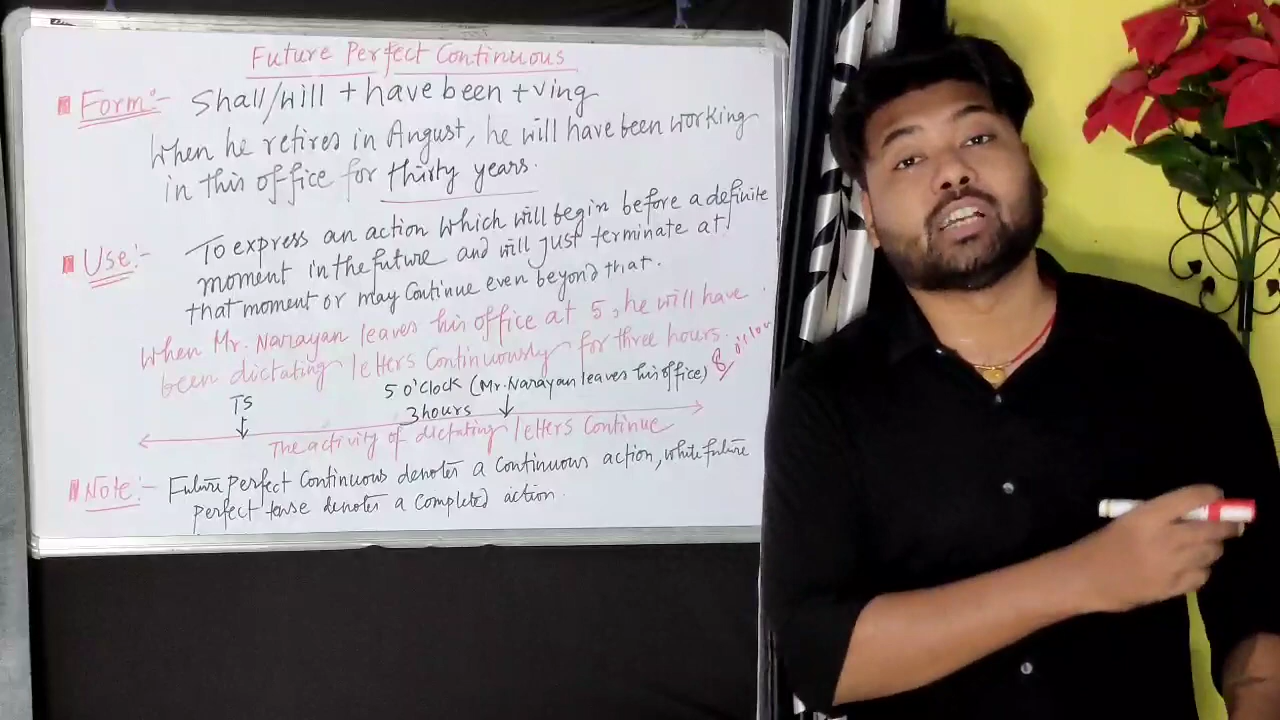 Future Perfect Continuous
Form:- Shall/will + have been + ving
When he retires in August, he will have been working
in this office for thirty years.
Use:- To express an action which will begin before a definite
moment in the future and will just terminate at
that moment or may continue even beyond that.
When Mr. Narayan leaves his office at 5, he will have
been dictating letters continuously for three hours.
5 o'clock (Mr. Narayan leaves his office) 8/
TS
3 hours
The activity of dictating letters continue
Note:- Future perfect continuous denotes a continuous action, while future
perfect tense denotes a completed action.